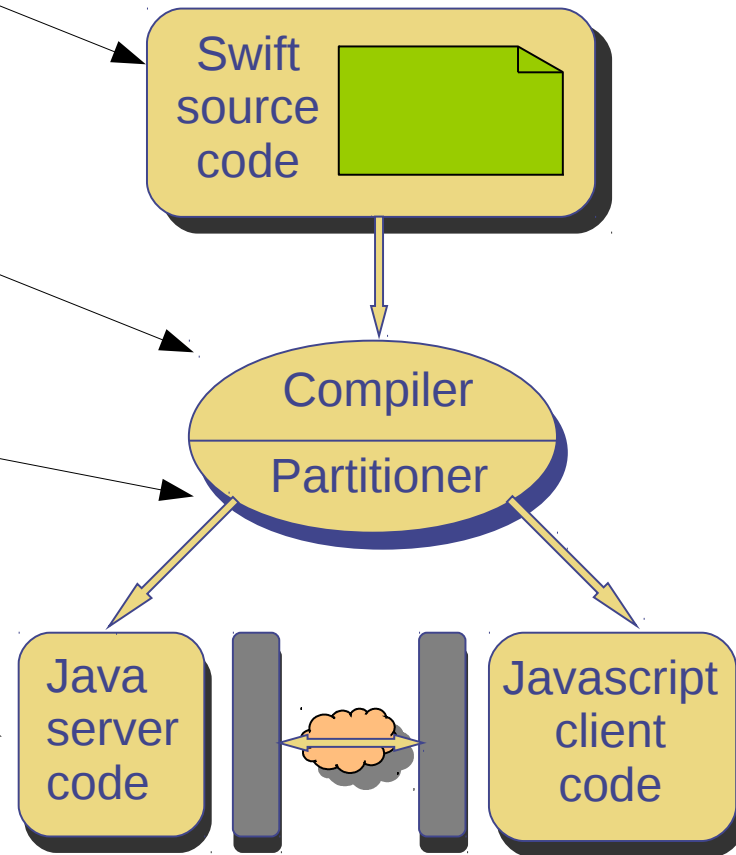 Swift
source
code
Compiler
Partitioner
Java
server
code
Javascript
client
code